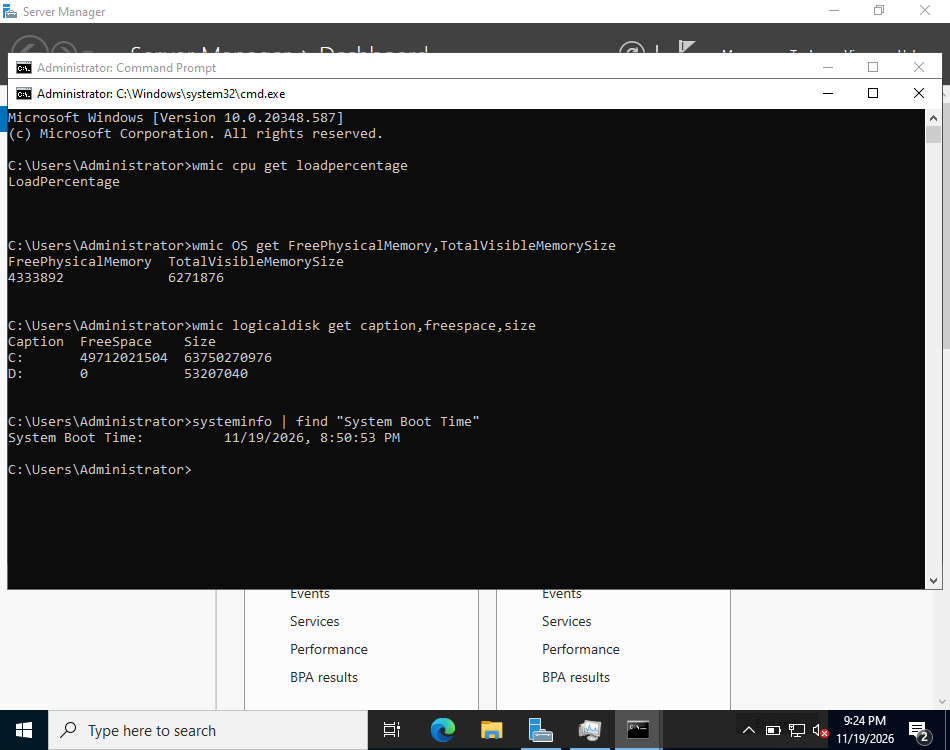 Server Manager
Server Manager › Dashboard
Administrator: Command Prompt
Administrator: C:\Windows\system32\cmd.exe
Microsoft Windows [Version 10.0.20348.587]
(c) Microsoft Corporation. All rights reserved.
C:\Users\Administrator>wmic cpu get loadpercentage
LoadPercentage
C:\Users\Administrator>wmic OS get FreePhysicalMemory,TotalVisibleMemorySize
FreePhysicalMemory  TotalVisibleMemorySize
4333892             6271876
C:\Users\Administrator>wmic logicaldisk get caption,freespace,size
Caption  FreeSpace    Size
C:       49712021504  63750270976
D:       0            53207040
C:\Users\Administrator>systeminfo | find "System Boot Time"
System Boot Time:          11/19/2026, 8:50:53 PM
C:\Users\Administrator>
Events Events
Services Services
Performance Performance
BPA results BPA results
Type here to search
9:24 PM
11/19/2026
2